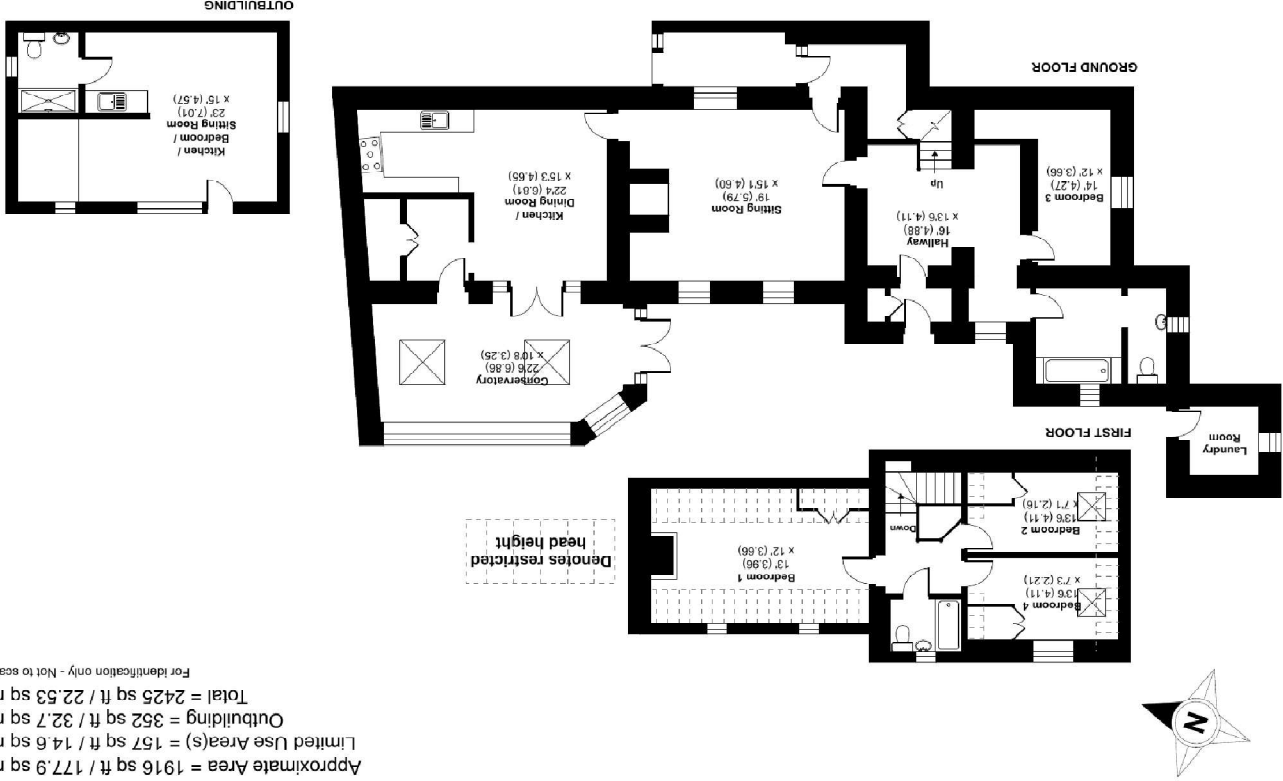 Approximate Area = 1916 sq ft / 177.9 sq m
Limited Use Area(s) = 157 sq ft / 14.6 sq m
Outbuilding = 352 sq ft / 32.7 sq m
Total = 2425 sq ft / 22.53 sq m
For identification only - Not to sca
N
Bedroom 4
13'6 (4.11)
x 7'3 (2.21)
Bedroom 2
13'6 (4.11)
x 7'1 (2.16)
Down
Bedroom 1
13' (3.96)
x 12' (3.66)
Denotes restricted
head height
FIRST FLOOR
Laundry
Room
Conservatory
22'6 (6.86)
x 10'8 (3.25)
Bedroom 3
14' (4.27)
x 12' (3.66)
Hallway
16' (4.88)
x 13'6 (4.11)
Up
Sitting Room
19' (5.79)
x 15'1 (4.60)
Kitchen /
Dining Room
22'4 (6.81)
x 15'3 (4.65)
GROUND FLOOR
Kitchen /
Bedroom /
Sitting Room
23' (7.01)
x 15' (4.57)
OUTBUILDING